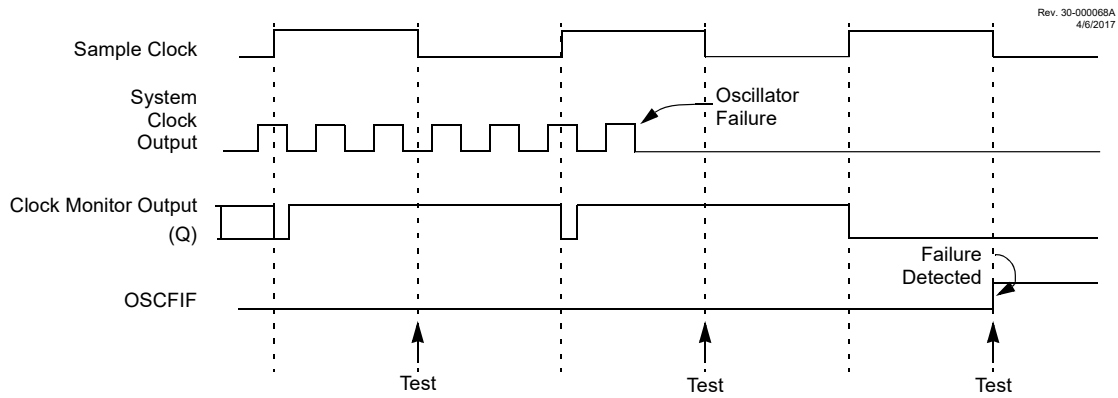 Rev. 30-000068A
4/6/2017
Sample Clock
System
Clock
Output
Oscillator
Failure
Clock Monitor Output
(Q)
Failure
Detected
OSCFIF
Test
Test
Test